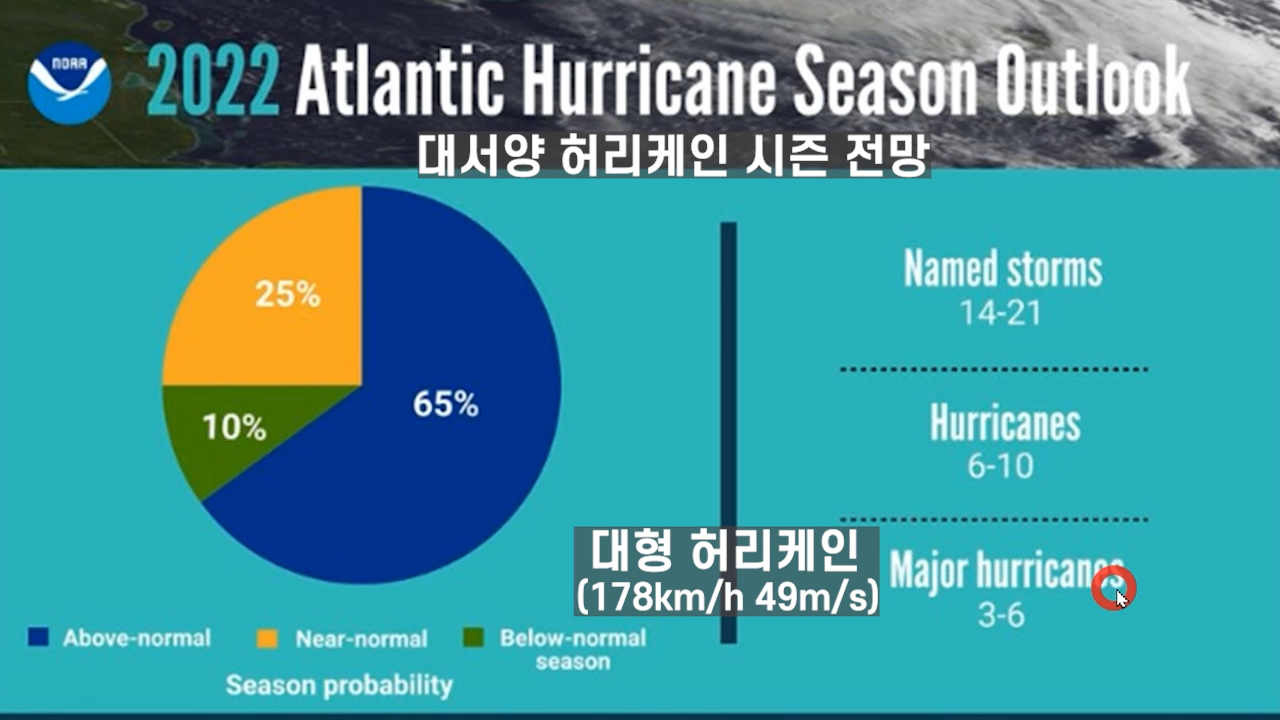 NOAA
2022 Atlantic Hurricane Season Outlook
대서양 허리케인 시즌 전망
25%
10%
65%
Above-normal
Near-normal
Below-normal
season
Season probability
Named storms
14-21
Hurricanes
6-10
대형 허리케인
(178km/h 49m/s)
Major hurricanes
3-6